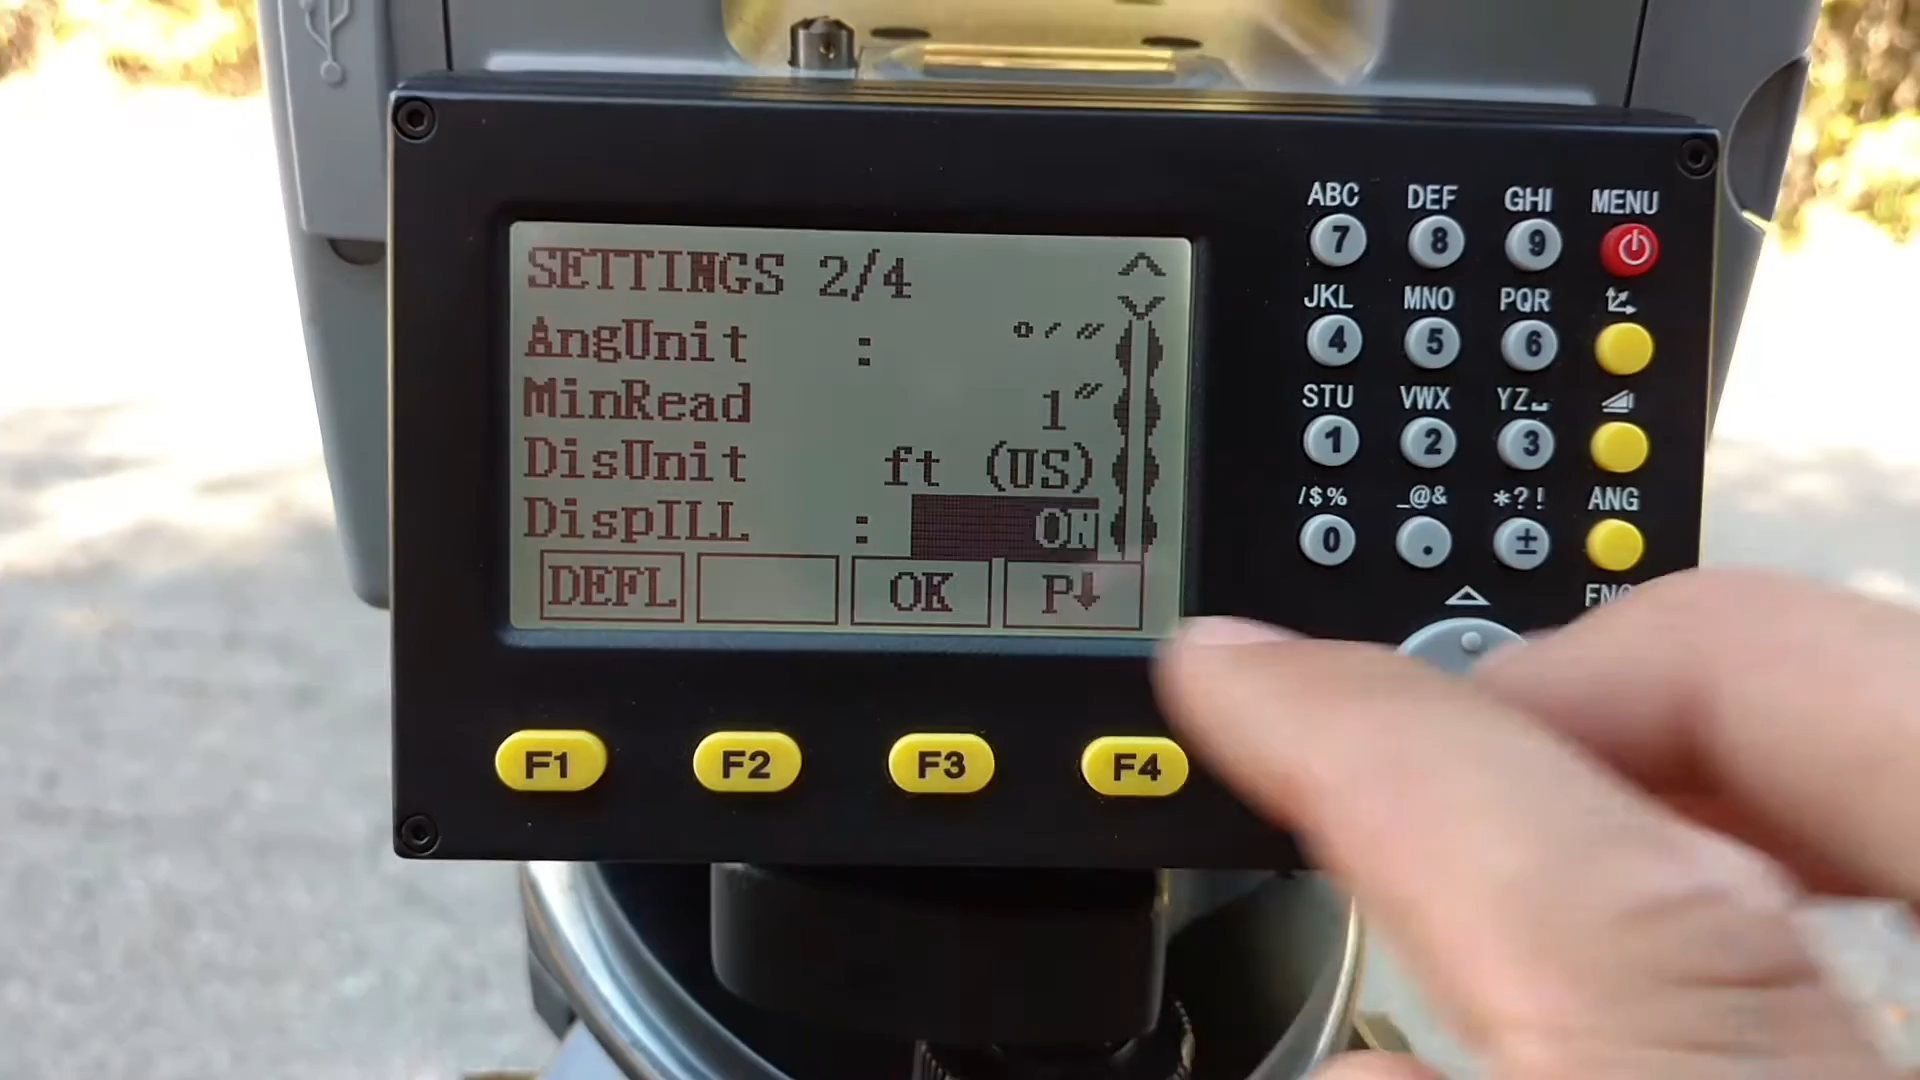 SETTINGS 2/4
AngUnit : ° ′ ″
MinRead 1″
DisUnit ft (US)
DispILL : ON
DEFL OK P↓
F1 F2 F3 F4
ABC DEF GHI MENU
7 8 9
JKL MNO PQR
4 5 6
STU VWX YZ␣
1 2 3
/$% _@& *?! ANG
0 . ±